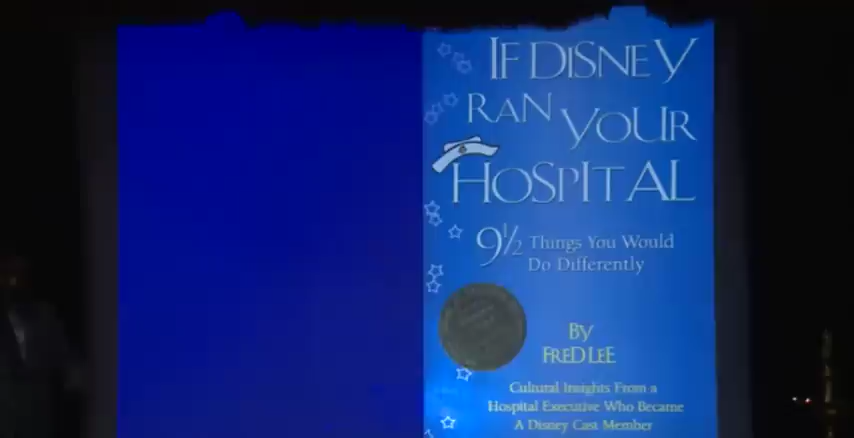 IF DISNEY
RAN YOUR
HOSPITAL
9½ Things You Would
Do Differently
BY
FRED LEE
Cultural Insights From a
Hospital Executive Who Became
A Disney Cast Member